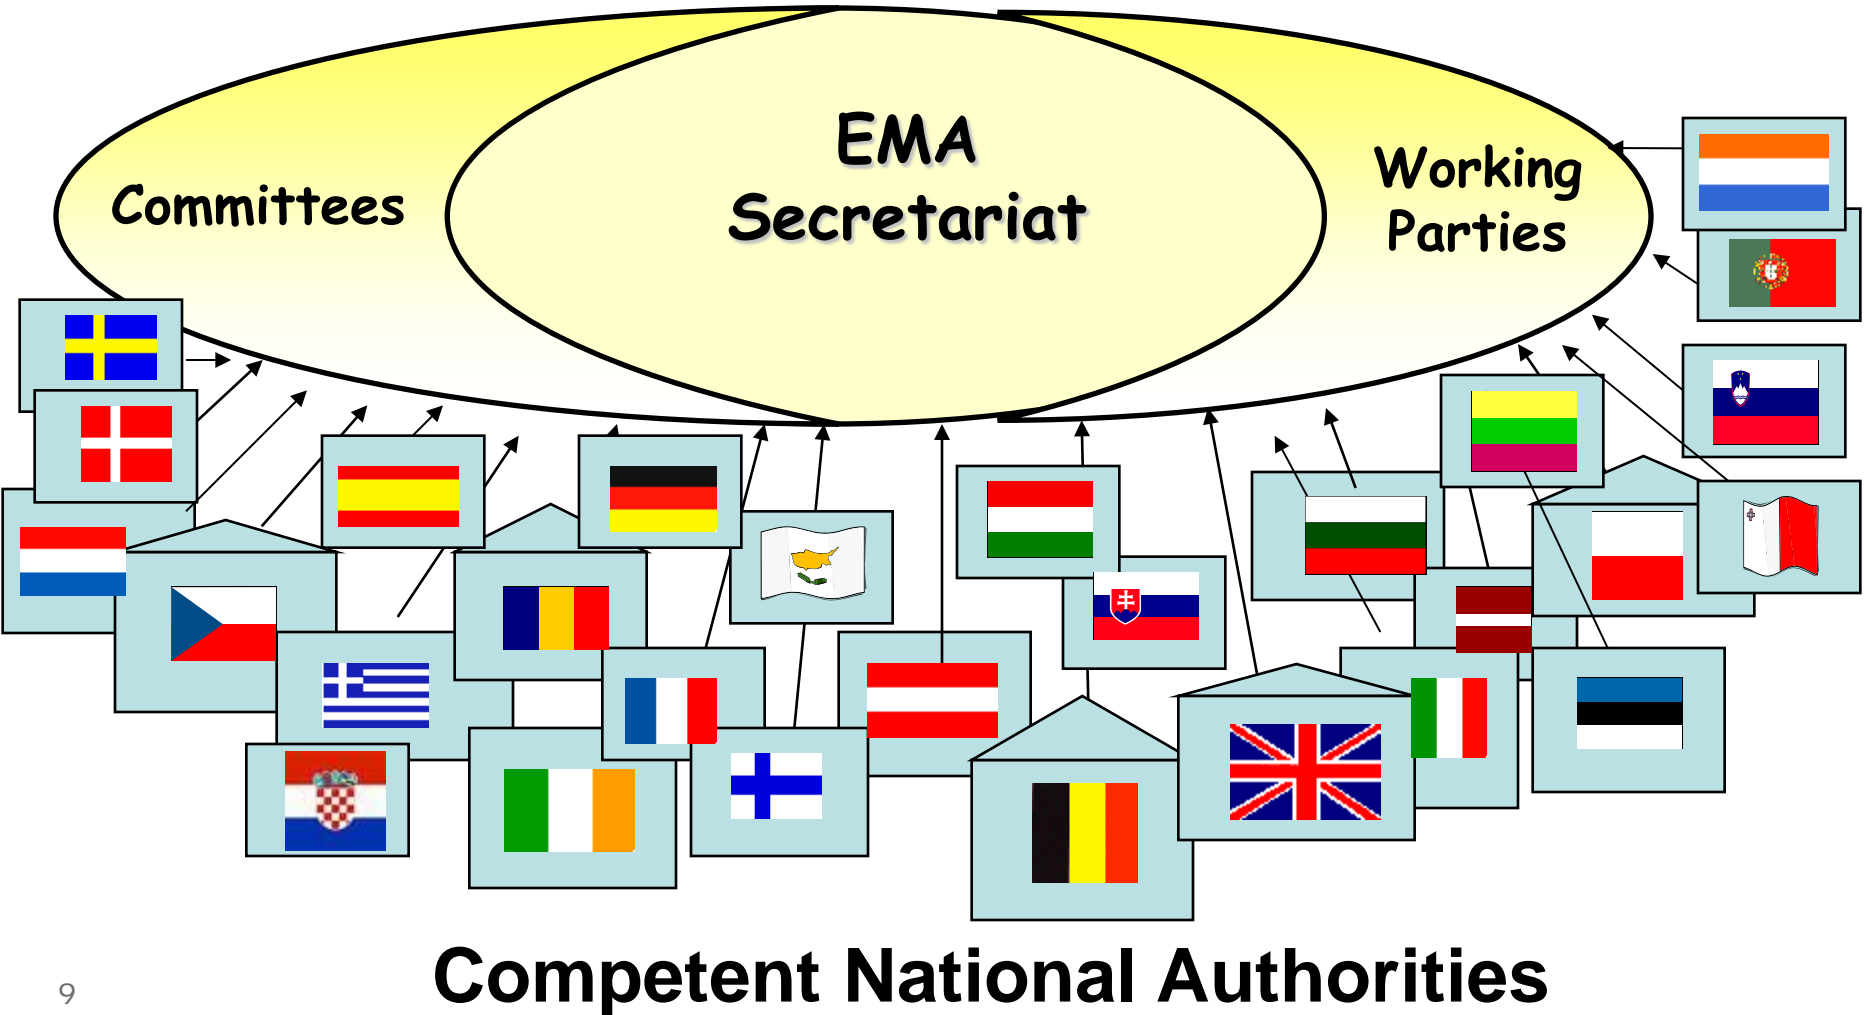 EMA
Secretariat
Committees
Working
Parties
Competent National Authorities
9